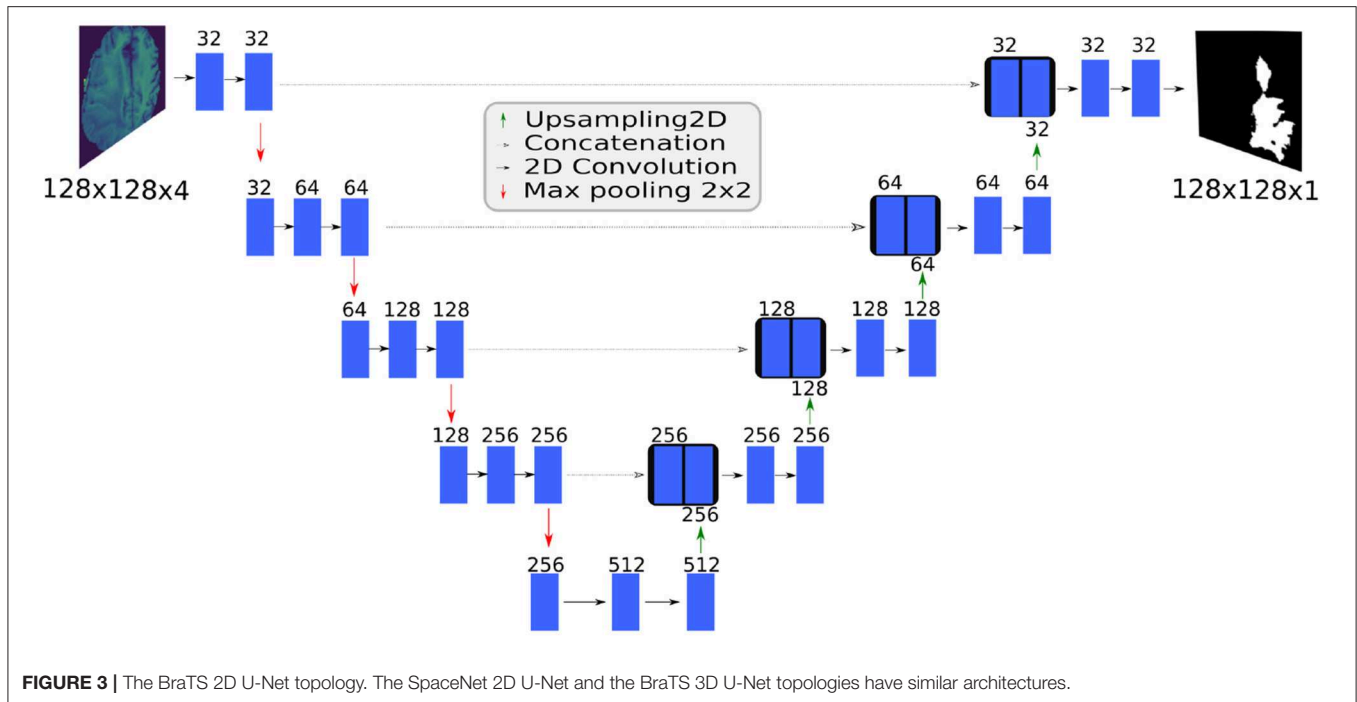 32 32
32
32 32
Upsampling2D
Concatenation
2D Convolution
Max pooling 2x2
32
128x128x4
128x128x1
32 64 64
64
64 64
64
64 128 128
128
128 128
128
128 256 256
256
256 256
256
256 512 512
FIGURE 3 | The BraTS 2D U-Net topology. The SpaceNet 2D U-Net and the BraTS 3D U-Net topologies have similar architectures.